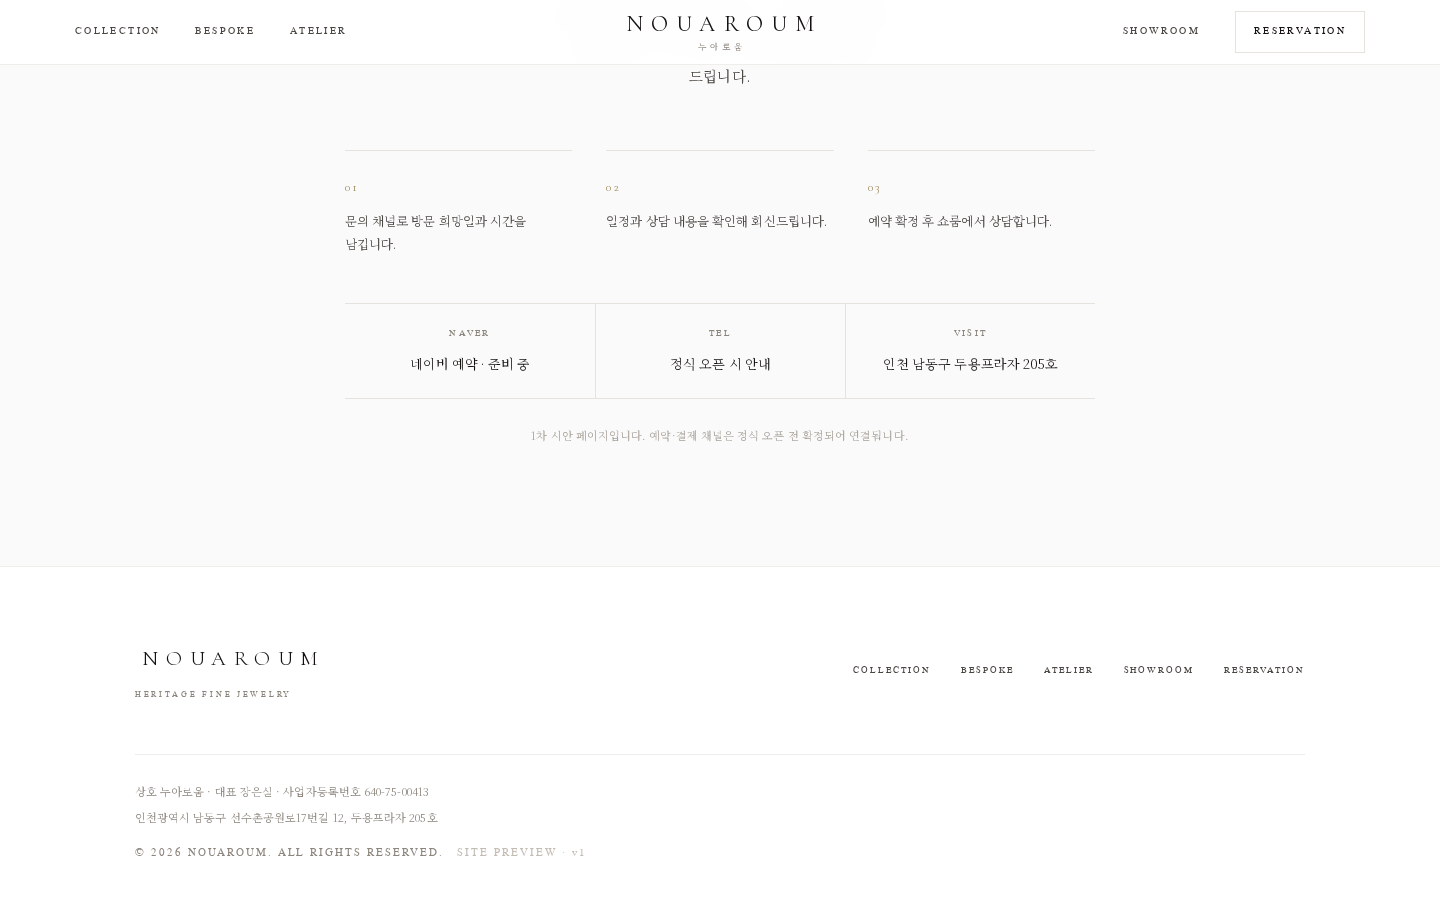 COLLECTION BESPOKE ATELIER NOUAROUM SHOWROOM RESERVATION
누아로움
드립니다.
01 02 03
문의 채널로 방문 희망일과 시간을 일정과 상담 내용을 확인해 회신드립니다. 예약 확정 후 쇼룸에서 상담합니다.
남깁니다.
NAVER TEL VISIT
네이버 예약 · 준비 중 정식 오픈 시 안내 인천 남동구 두용프라자 205호
1차 시안 페이지입니다. 예약·결제 채널은 정식 오픈 전 확정되어 연결됩니다.
NOUAROUM
COLLECTION BESPOKE ATELIER SHOWROOM RESERVATION
HERITAGE FINE JEWELRY
상호 누아로움 · 대표 장은실 · 사업자등록번호 640-75-00413
인천광역시 남동구 선수촌공원로17번길 12, 두용프라자 205호
© 2026 NOUAROUM. ALL RIGHTS RESERVED. SITE PREVIEW · v1